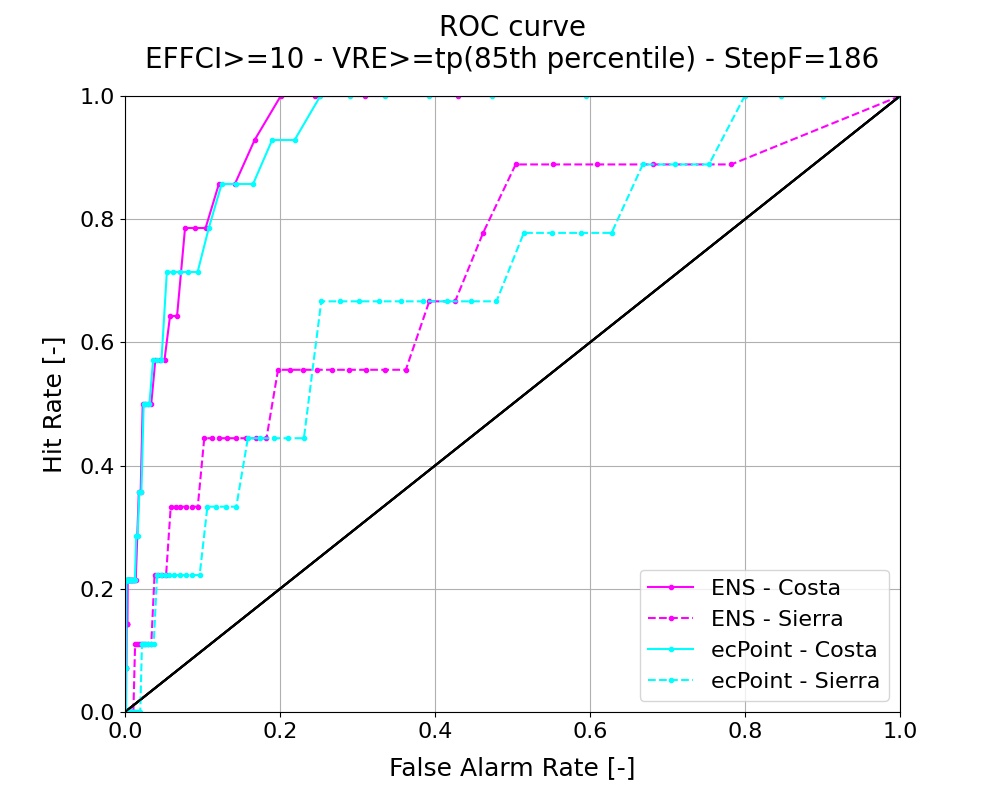 ROC curve
EFFCI>=10 - VRE>=tp(85th percentile) - StepF=186
1.0
0.8
0.6
0.4
0.2
0.0
Hit Rate [-]
ENS - Costa
ENS - Sierra
ecPoint - Costa
ecPoint - Sierra
0.0 0.2 0.4 0.6 0.8 1.0
False Alarm Rate [-]